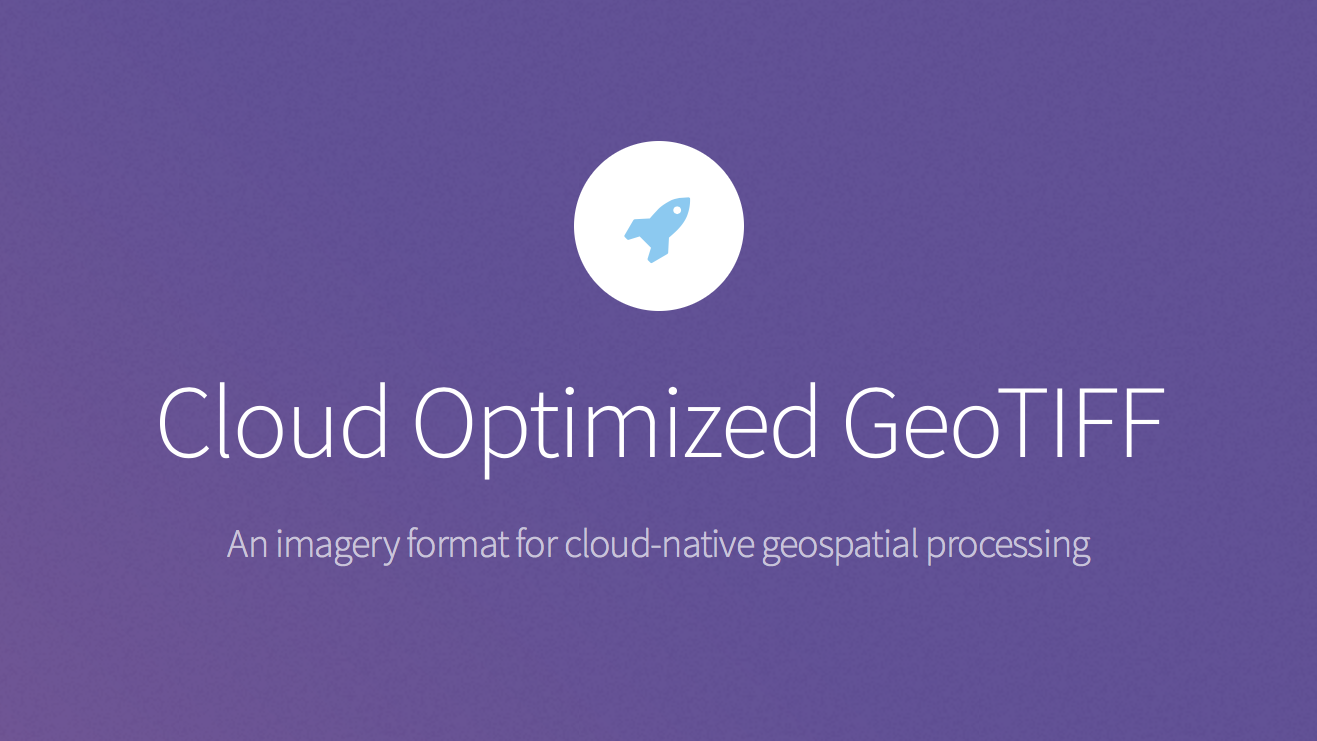 Cloud Optimized GeoTIFF
An imagery format for cloud-native geospatial processing